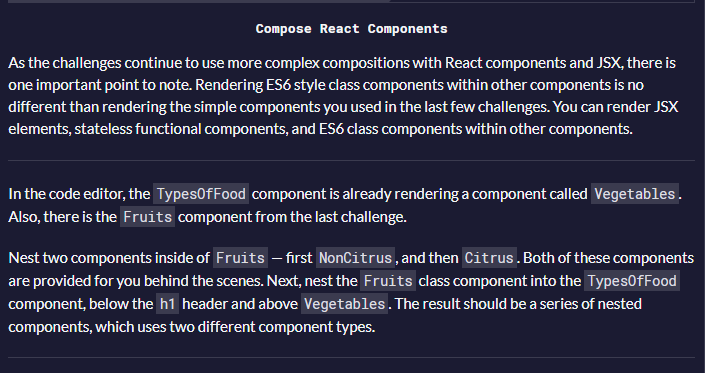 Compose React Components
As the challenges continue to use more complex compositions with React components and JSX, there is
one important point to note. Rendering ES6 style class components within other components is no
different than rendering the simple components you used in the last few challenges. You can render JSX
elements, stateless functional components, and ES6 class components within other components.
In the code editor, the TypesOfFood component is already rendering a component called Vegetables.
Also, there is the Fruits component from the last challenge.
Nest two components inside of Fruits — first NonCitrus, and then Citrus. Both of these components
are provided for you behind the scenes. Next, nest the Fruits class component into the TypesOfFood
component, below the h1 header and above Vegetables. The result should be a series of nested
components, which uses two different component types.